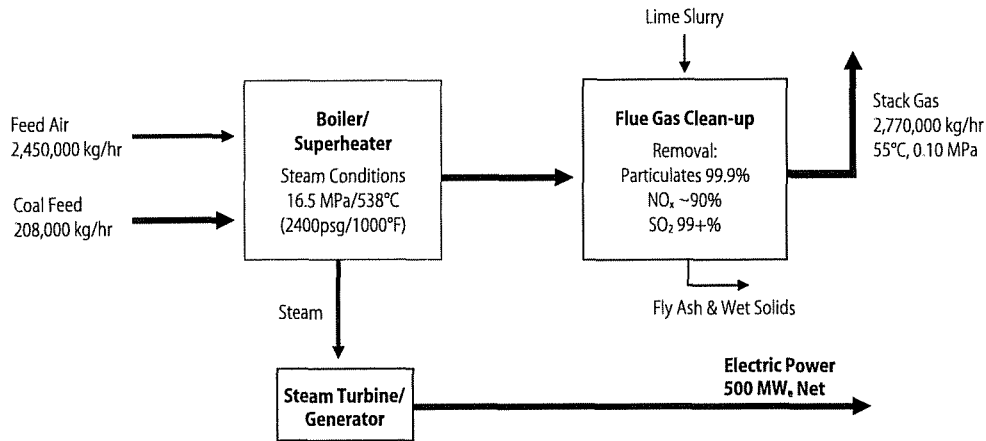 Lime Slurry
Feed Air
2,450,000 kg/hr
Coal Feed
208,000 kg/hr
Boiler/
Superheater
Steam Conditions
16.5 MPa/538°C
(2400psg/1000°F)
Flue Gas Clean-up
Removal:
Particulates 99.9%
NOₓ ~90%
SO₂ 99+%
Stack Gas
2,770,000 kg/hr
55°C, 0.10 MPa
Steam
Fly Ash & Wet Solids
Steam Turbine/
Generator
Electric Power
500 MWₑ Net